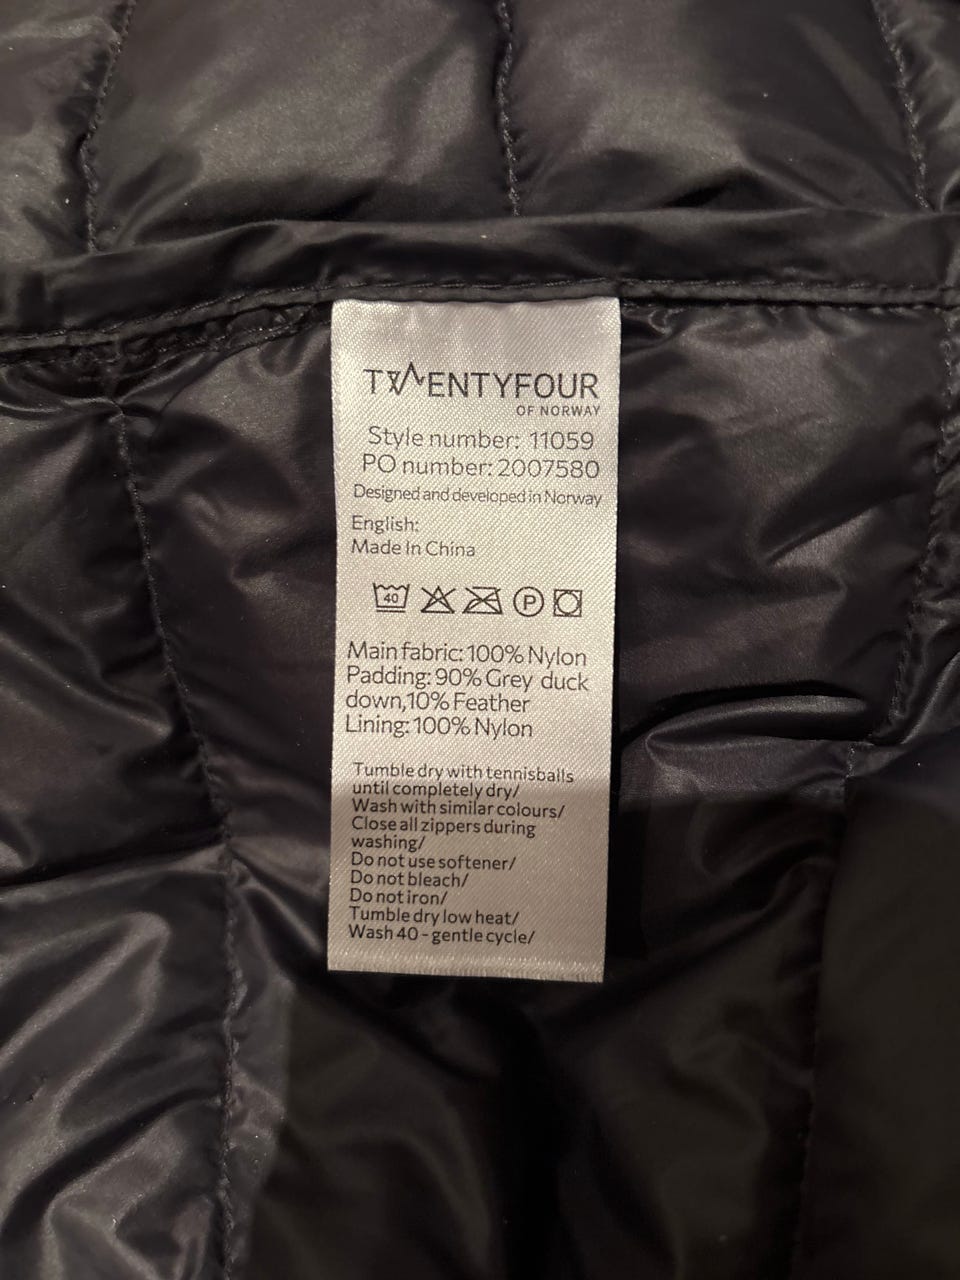 TWENTYFOUR
OF NORWAY
Style number: 11059
PO number: 2007580
Designed and developed in Norway
English:
Made In China
40 P
Main fabric: 100% Nylon
Padding: 90% Grey duck
down,10% Feather
Lining: 100% Nylon
Tumble dry with tennisballs
until completely dry/
Wash with similar colours/
Close all zippers during
washing/
Do not use softener/
Do not bleach/
Do not iron/
Tumble dry low heat/
Wash 40 - gentle cycle/